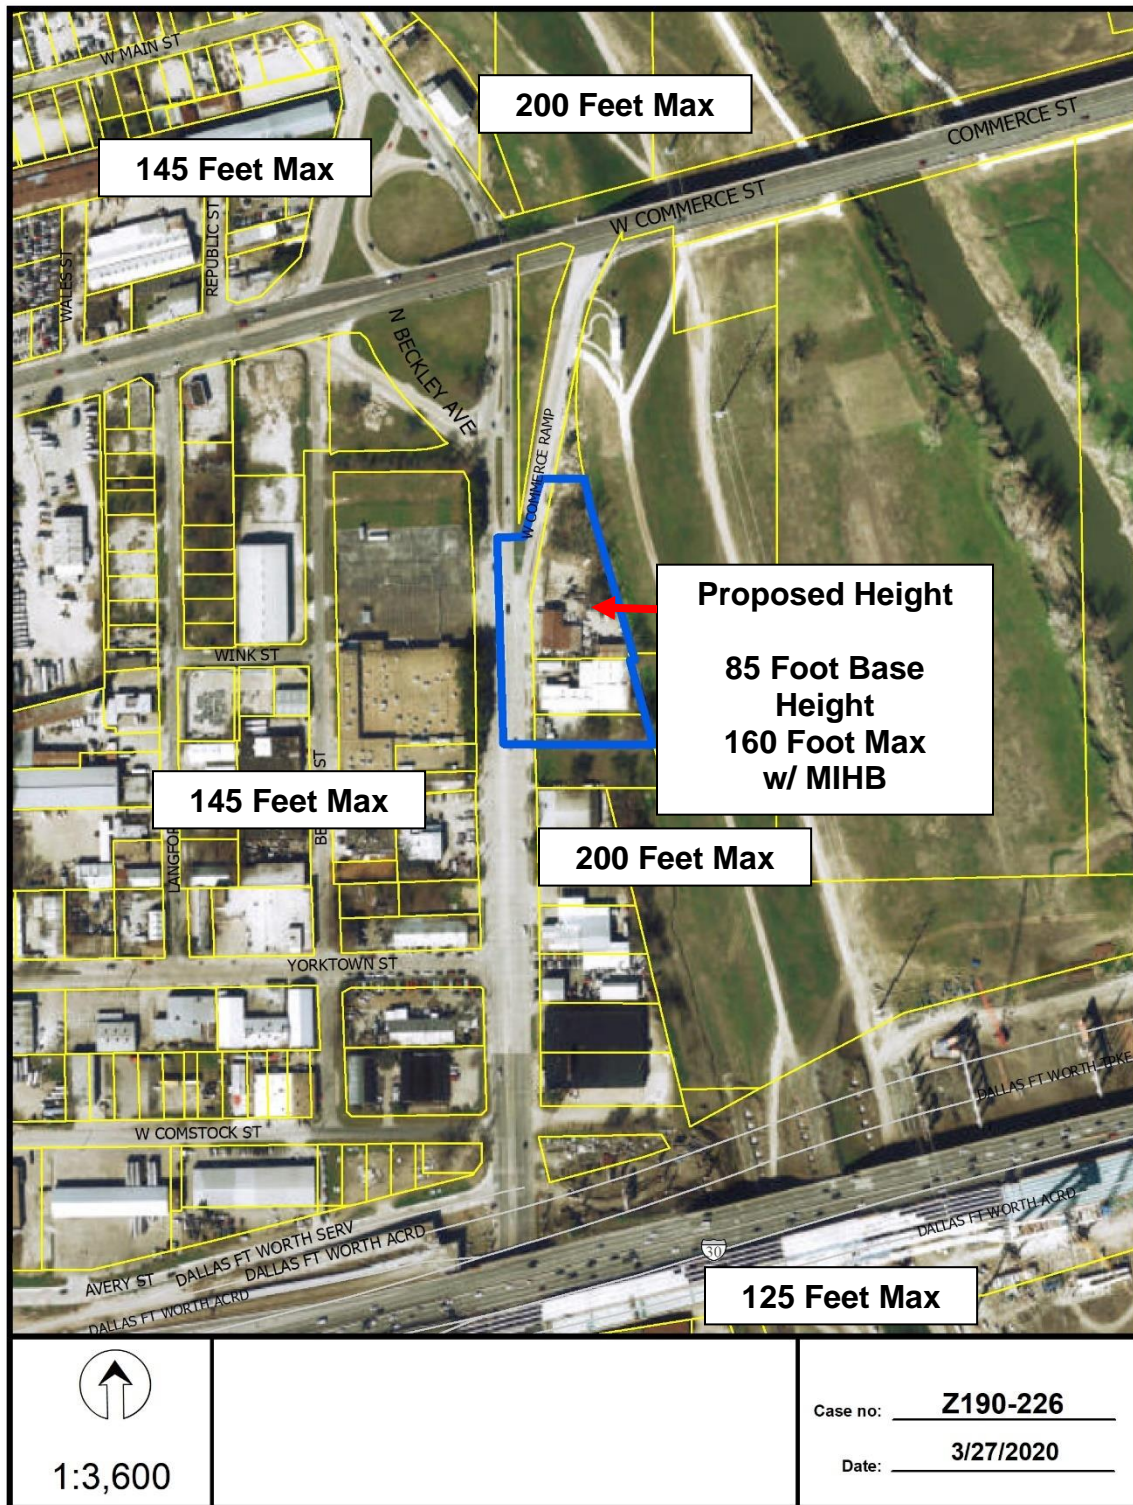 W MAIN ST
200 Feet Max
COMMERCE ST
145 Feet Max
W COMMERCE ST
WALES ST
REPUBLIC ST
N BECKLEY AVE
W COMMERCE RAMP
Proposed Height
85 Foot Base
Height
160 Foot Max
w/ MIHB
WINK ST
145 Feet Max
LANGFOR
BE
ST
200 Feet Max
YORKTOWN ST
DALLAS FT WORTH TPKE
W COMSTOCK ST
DALLAS FT WORTH ACRD
AVERY ST
DALLAS FT WORTH SERV
DALLAS FT WORTH ACRD
30
DALLAS FT WORTH ACRD
125 Feet Max
1:3,600
Case no: Z190-226
Date: 3/27/2020